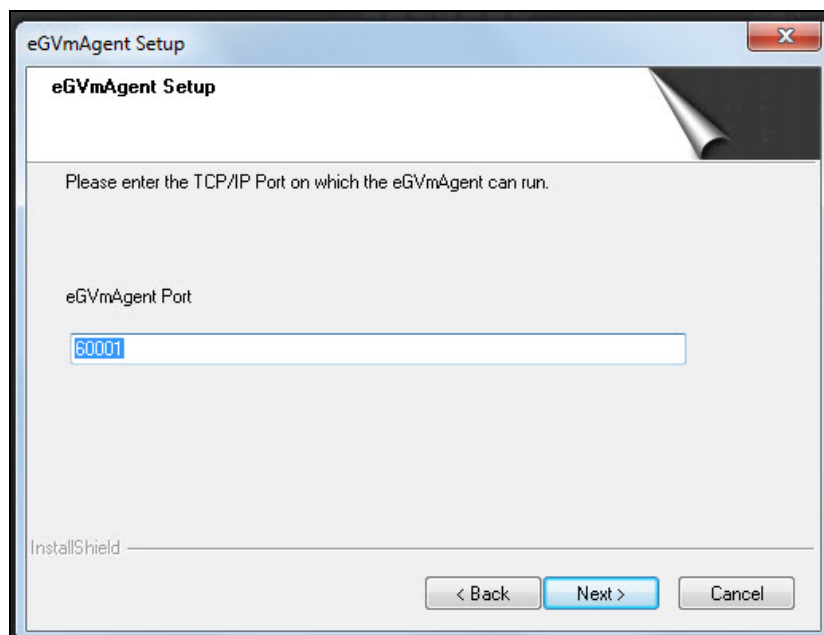 eGVmAgent Setup
eGVmAgent Setup
Please enter the TCP/IP Port on which the eGVmAgent can run.
eGVmAgent Port
60001
InstallShield
< Back Next > Cancel